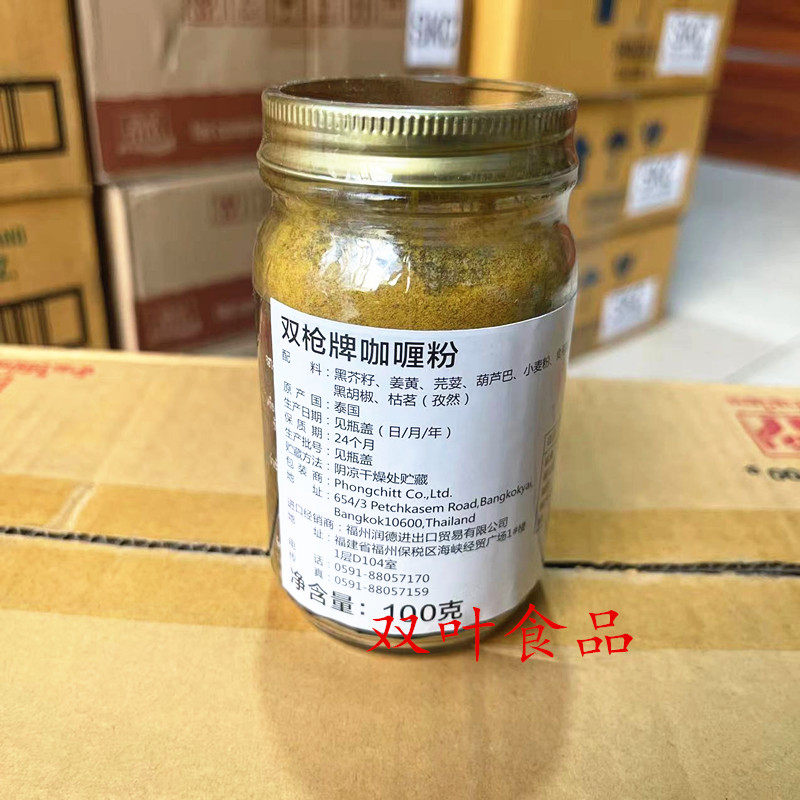 双枪牌咖喱粉
配 料：黑芥籽、姜黄、芫荽、葫芦巴、小麦粉、
黑胡椒、枯茗（孜然）
原 产 国：泰国
生产日期：见瓶盖（日/月/年）
保 质 期：24个月
生产批号：见瓶盖
贮藏方法：阴凉干燥处贮藏
包 装 商：Phongchitt Co.,Ltd.
地 址：654/3 Petchkasem Road,Bangkokyai,
Bangkok10600,Thailand
进口经销商：福州润德进出口贸易有限公司
地 址：福建省福州保税区海峡经贸广场1#楼
1层D104室
电 话：0591-88057170
传 真：0591-88057159
净含量：100克
双叶食品